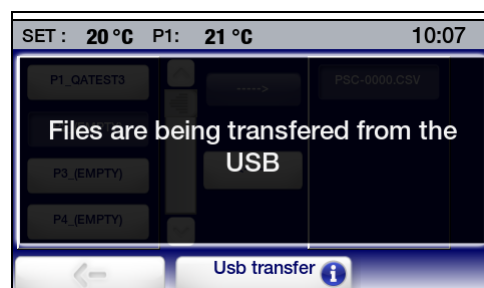 SET : 20 °C P1: 21 °C 10:07
P1_QATEST3
----->
PSC-0000.CSV
Files are being transfered from the
USB
P3_(EMPTY)
P4_(EMPTY)
Usb transfer